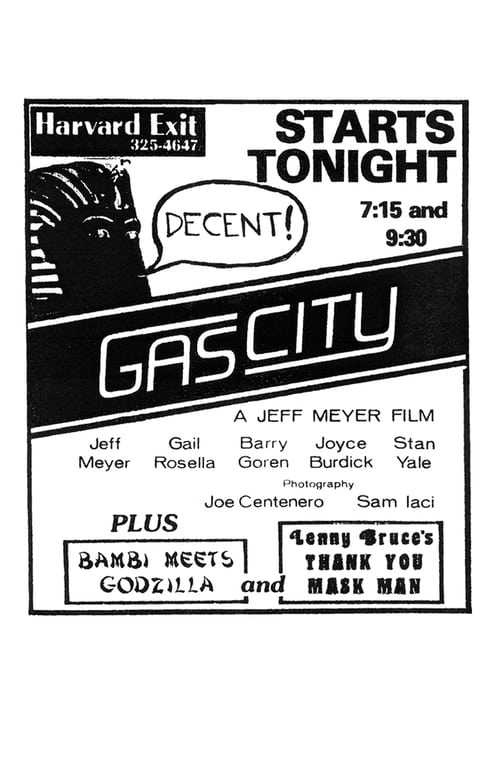 Harvard Exit
325-4647
STARTS
TONIGHT
7:15 and
9:30
DECENT!
GAS CITY
A JEFF MEYER FILM
Jeff Gail Barry Joyce Stan
Meyer Rosella Goren Burdick Yale
Photography
Joe Centenero Sam Iaci
PLUS
BAMBI MEETS
GODZILLA
and
Lenny Bruce's
THANK YOU
MASK MAN